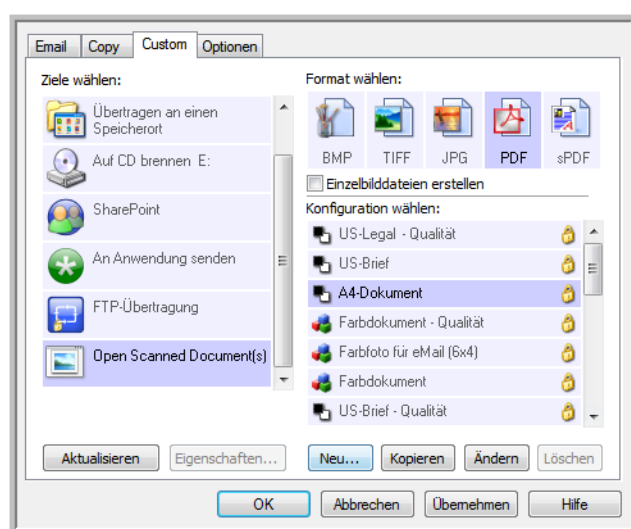 Email Copy Custom Optionen
Ziele wählen:
Übertragen an einen
Speicherort
Auf CD brennen E:
SharePoint
An Anwendung senden
FTP-Übertragung
Open Scanned Document(s)
Format wählen:
BMP TIFF JPG PDF sPDF
Einzelbilddateien erstellen
Konfiguration wählen:
US-Legal - Qualität
US-Brief
A4-Dokument
Farbdokument - Qualität
Farbfoto für eMail (6x4)
Farbdokument
US-Brief - Qualität
Aktualisieren Eigenschaften... Neu... Kopieren Ändern Löschen
OK Abbrechen Übernehmen Hilfe